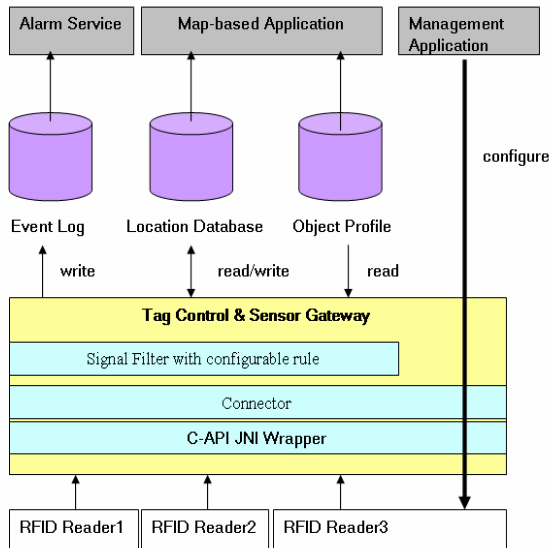 Alarm Service
Map-based Application
Management
Application
configure
Event Log
Location Database
Object Profile
write
read/write
read
Tag Control & Sensor Gateway
Signal Filter with configurable rule
Connector
C-API JNI Wrapper
RFID Reader1
RFID Reader2
RFID Reader3